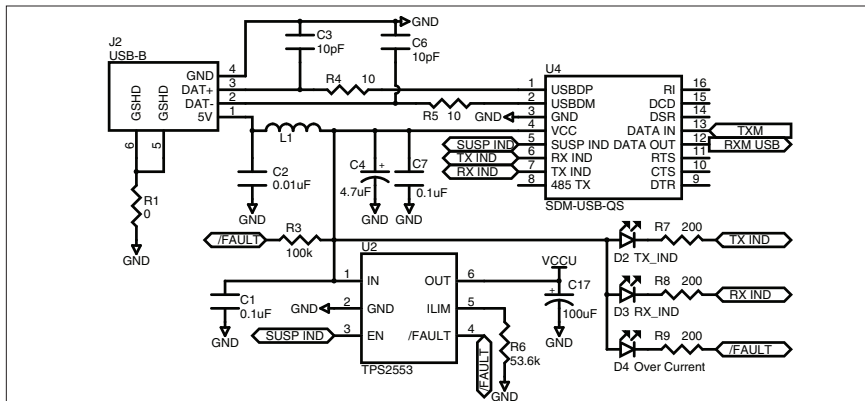 J2
USB-B
GND 4
DAT+ 3
DAT- 2
5V 1
GSHD
GSHD
6 5
R1
0
GND
C3
10pF
GND
C6
10pF
R4 10
R5 10
L1
C2
0.01uF
GND
C4
4.7uF
+
GND
C7
0.1uF
GND
U4
1 USBDP RI 16
2 USBDM DCD 15
GND 3 GND DSR 14
4 VCC DATA IN 13 TXM
SUSP IND 5 SUSP IND DATA OUT 12 RXM USB
TX IND 6 RX IND RTS 11
RX IND 7 TX IND CTS 10
8 485 TX DTR 9
SDM-USB-QS
/FAULT
R3
100k
C1
0.1uF
GND
U2
1 IN OUT 6
GND 2 GND ILIM 5
SUSP IND 3 EN /FAULT 4
TPS2553
/FAULT
R6
53.6k
GND
VCCU
C17
+
100uF
GND
R7 200 TX IND
D2 TX_IND
R8 200 RX IND
D3 RX_IND
R9 200 /FAULT
D4 Over Current